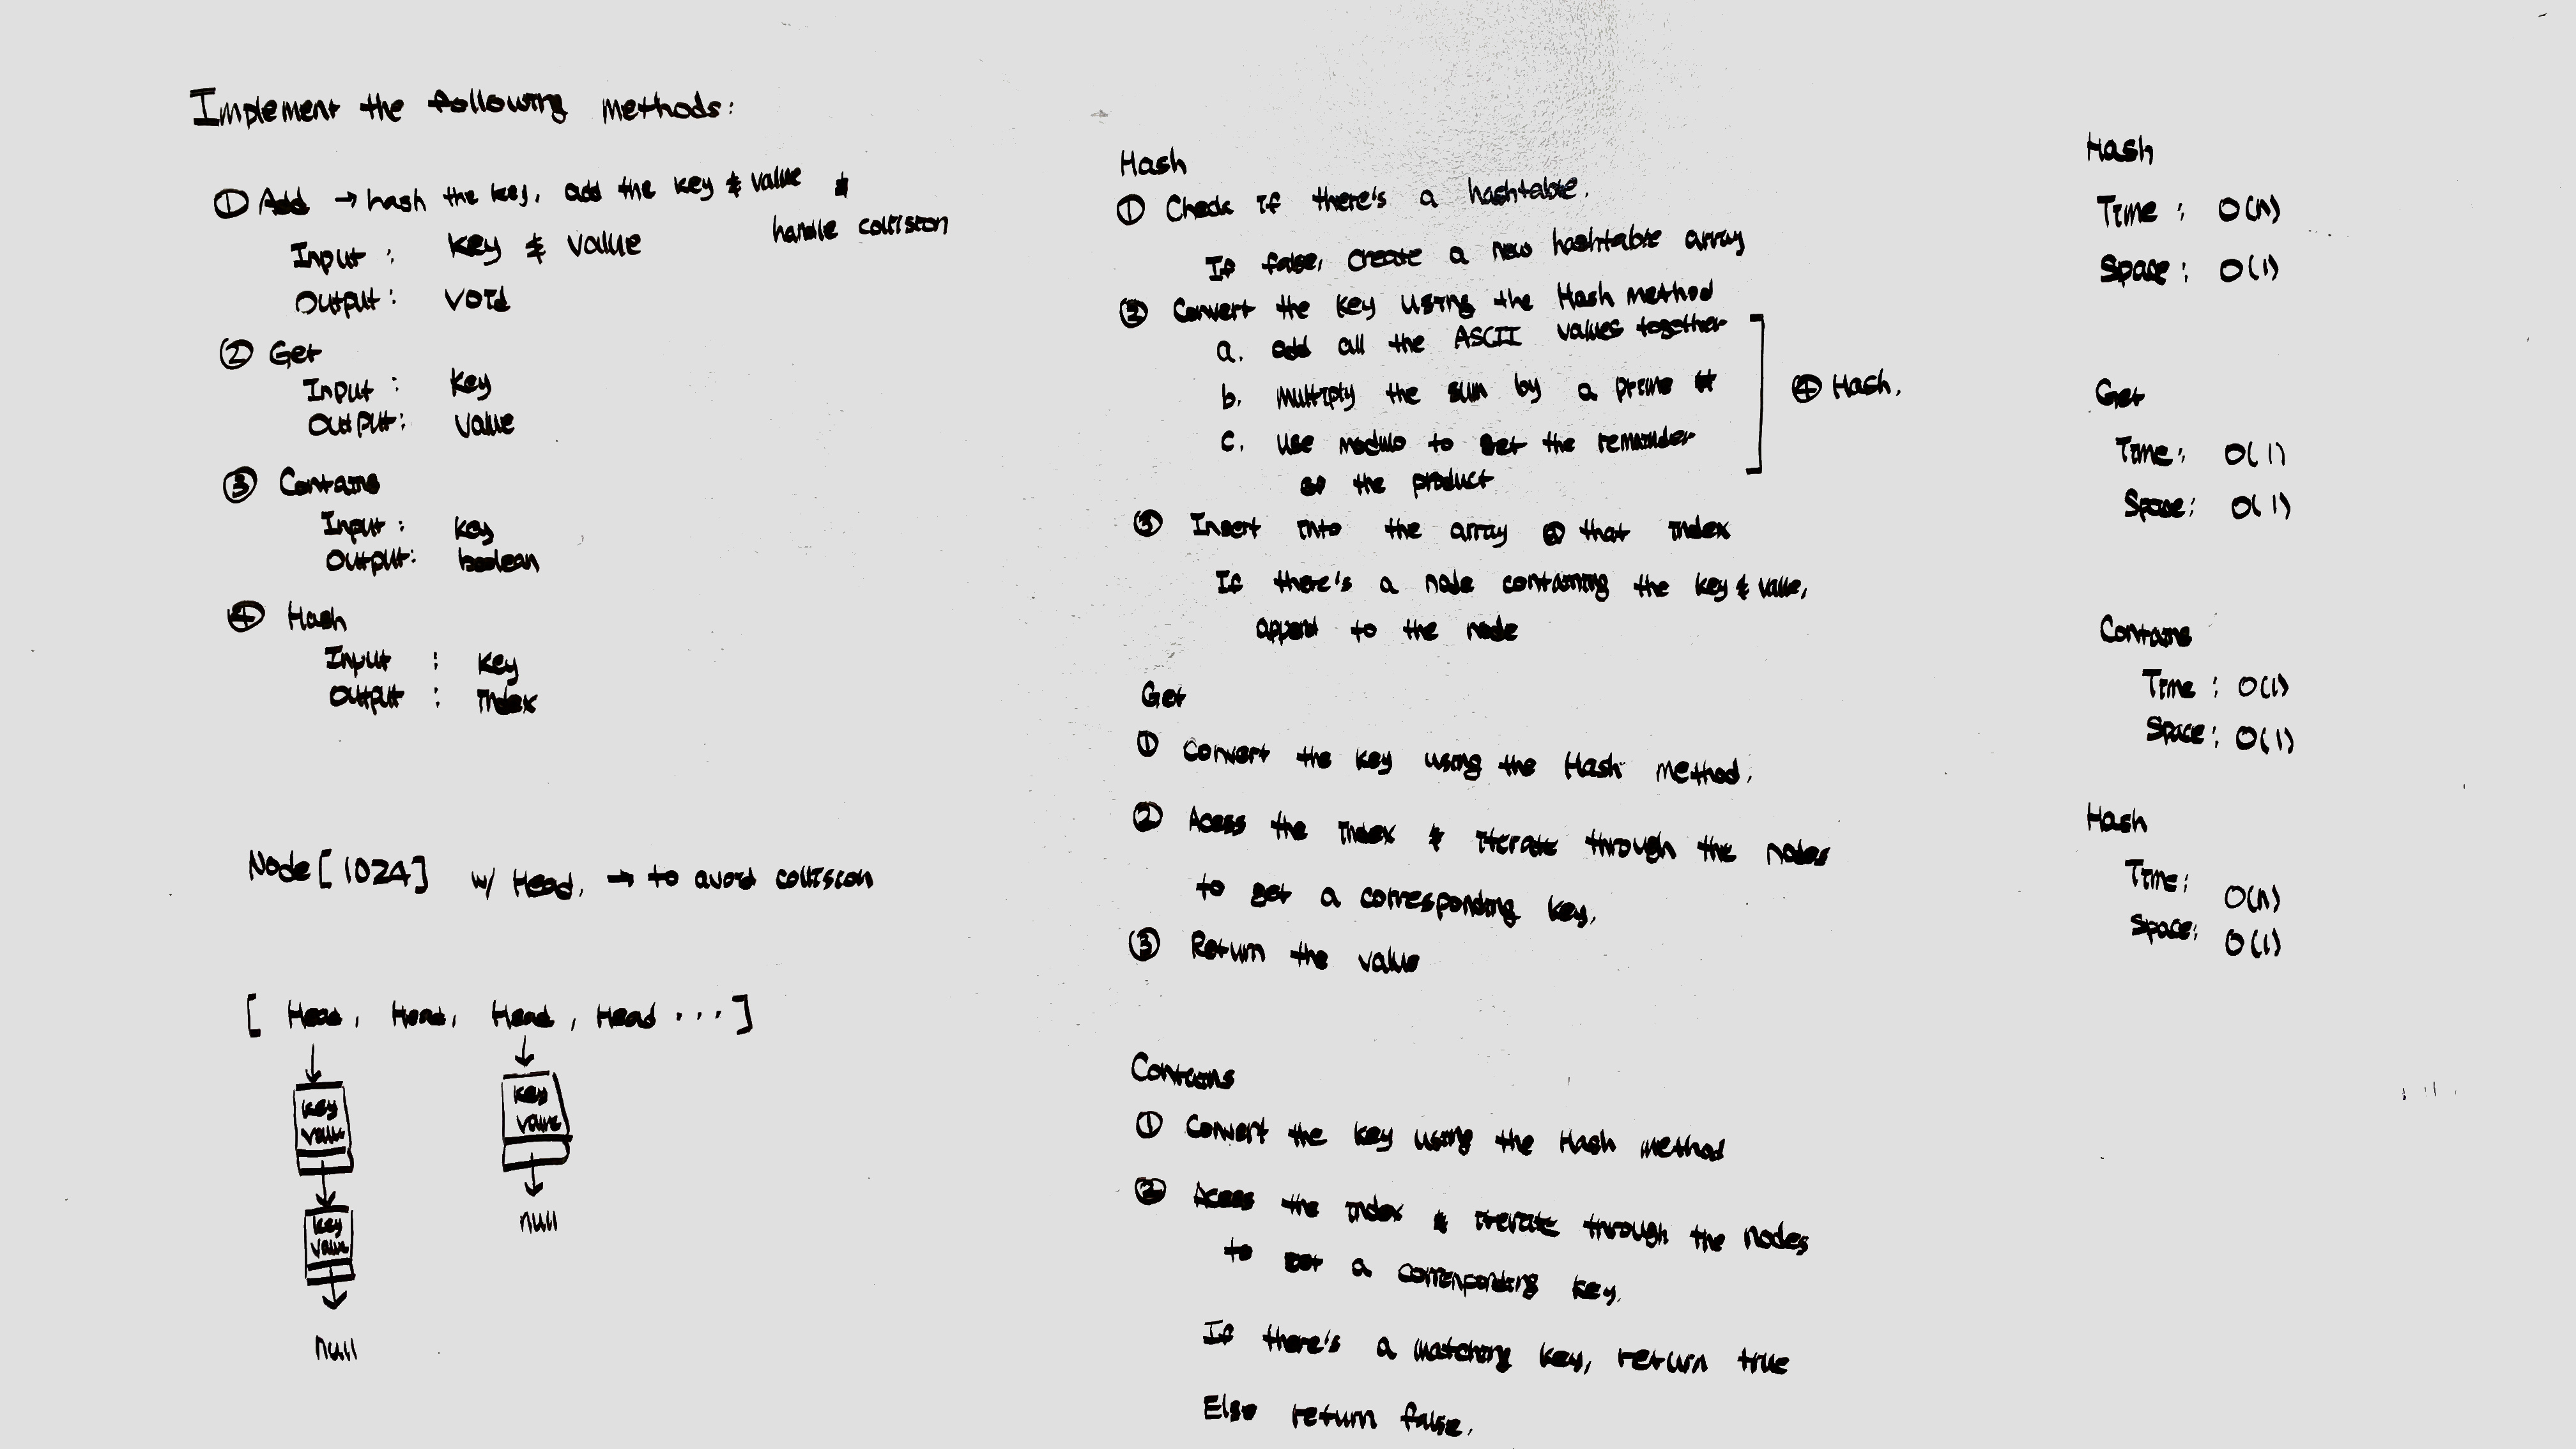 Implement the following methods:
① Add → hash the key, add the key & value &
handle collision
Input : key & value
Output : void
② Get
Input : key
Output : value
③ Contains
Input : key
Output : boolean
④ Hash
Input : key
Output : index
Node [1024] w/ Head, → to avoid collision
[ Head, Head, Head, Head ... ]
key
value
key
value
null
key
value
null
Hash
① Check if there's a hashtable.
If false, create a new hashtable array
② Convert the key using the Hash method
a. add all the ASCII values together
b. multiply the sum by a prime #
c. use modulo to get the remainder
of the product
④ Hash.
③ Insert into the array @ that index
If there's a node containing the key & value,
append to the node
Get
① Convert the key using the Hash method.
② Acess the index & iterate through the nodes
to get a corresponding key.
③ Return the value
Contains
① Convert the key using the Hash method
② Access the index & iterate through the nodes
to get a corresponding key.
If there's a matching key, return true
Else return false.
Hash
Time : O(n)
Space : O(1)
Get
Time : O(1)
Space : O(1)
Contains
Time : O(1)
Space : O(1)
Hash
Time : O(n)
Space : O(1)